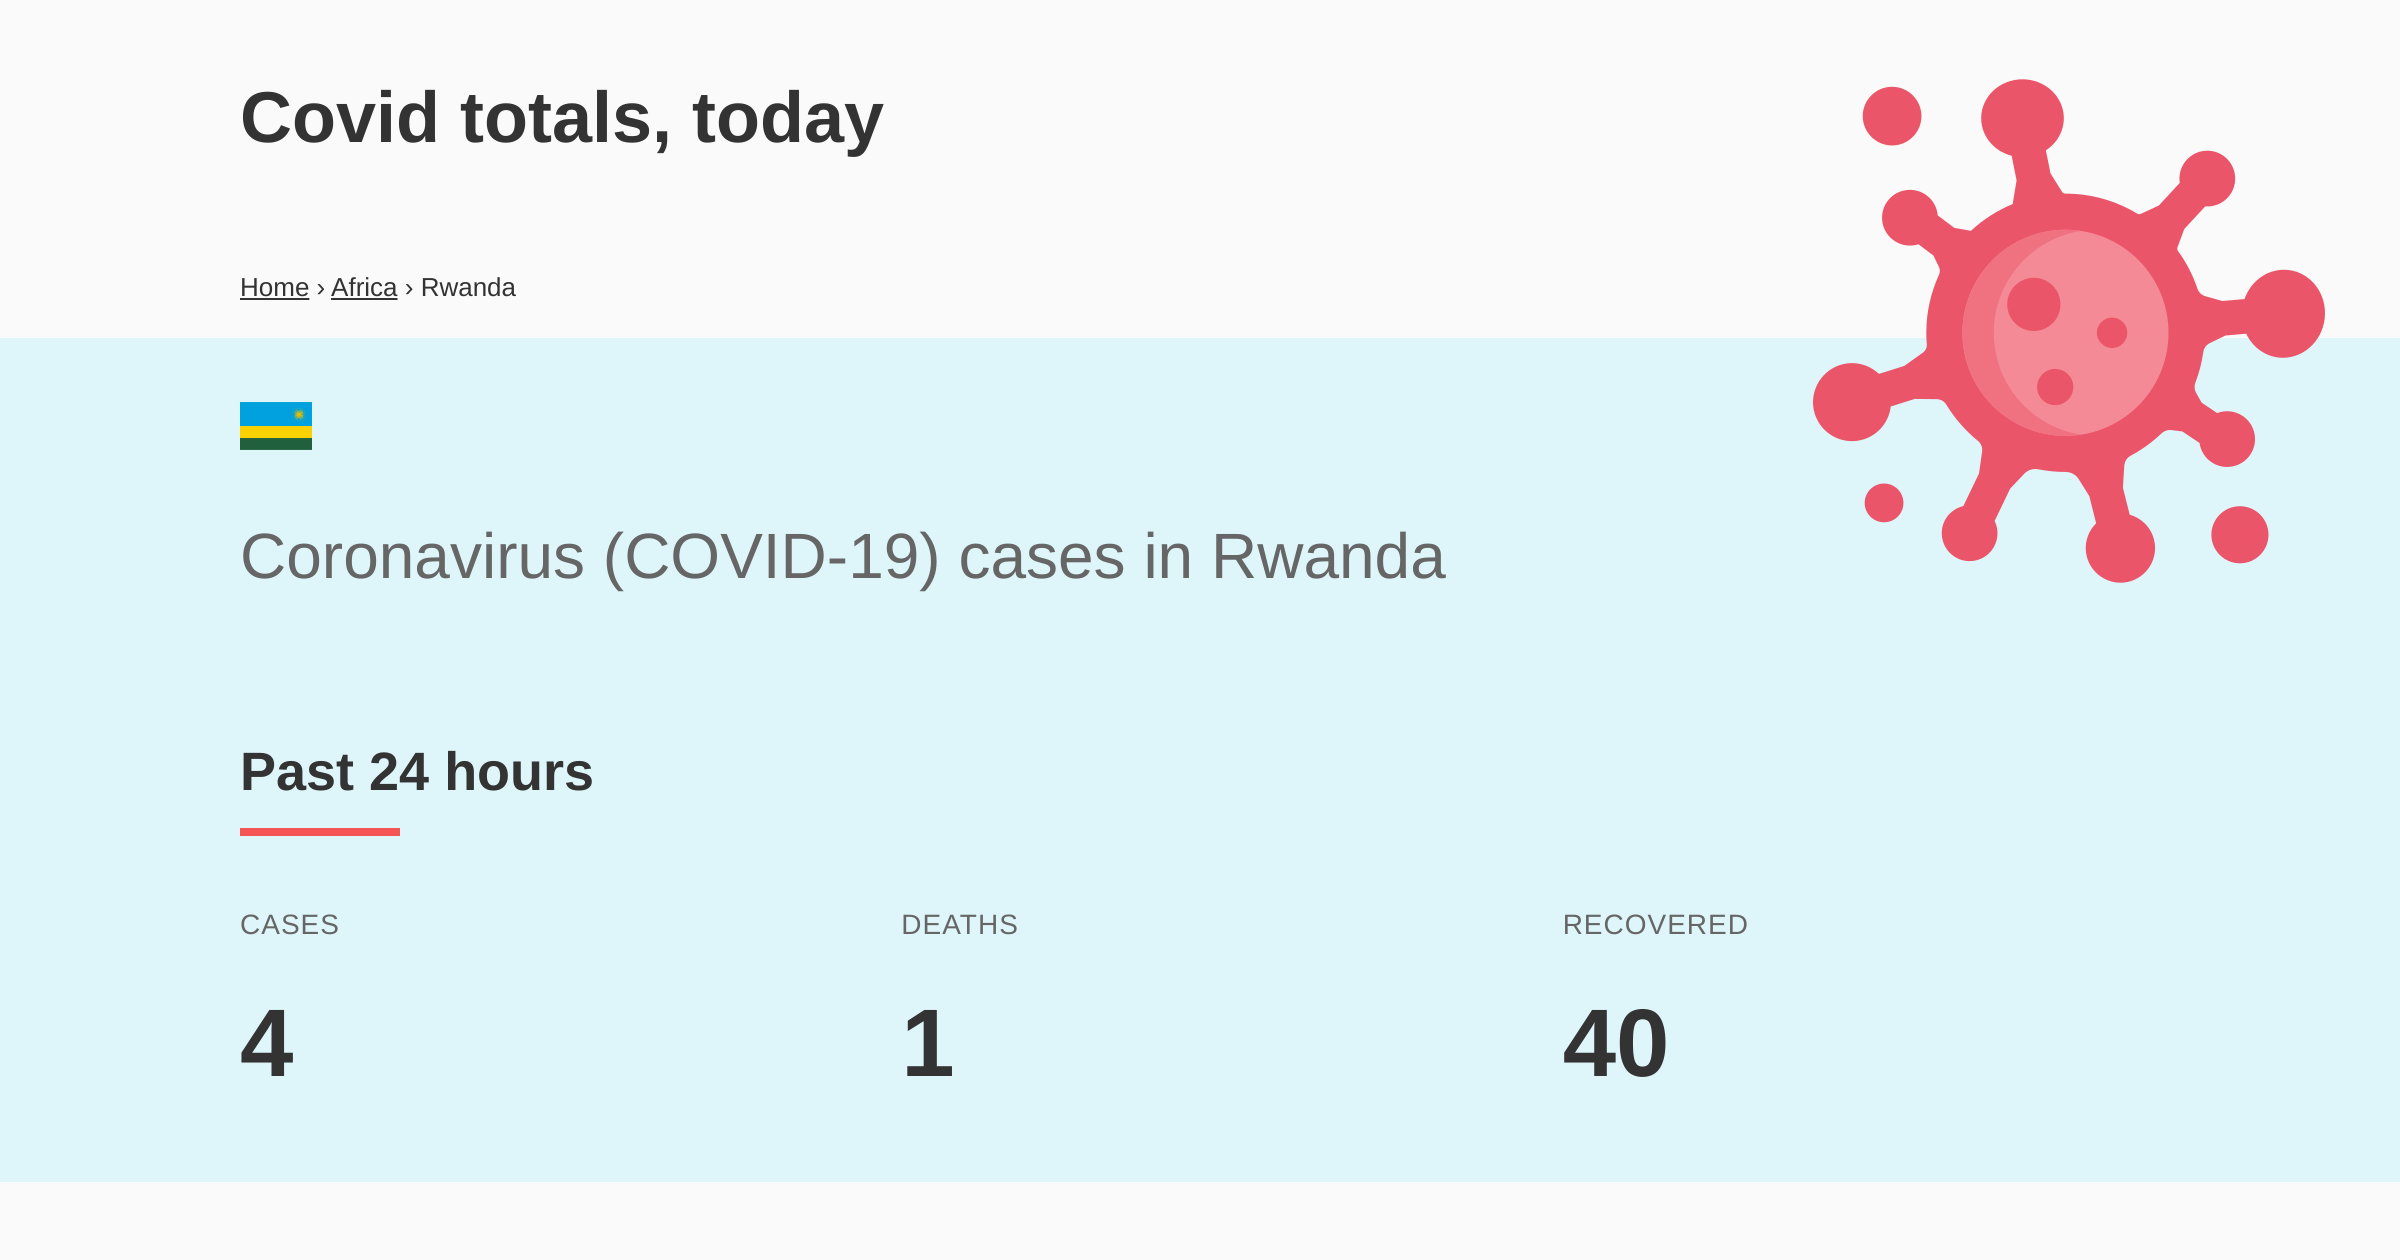 Covid totals, today
Home › Africa › Rwanda
Coronavirus (COVID-19) cases in Rwanda
Past 24 hours
CASES DEATHS RECOVERED
4 1 40